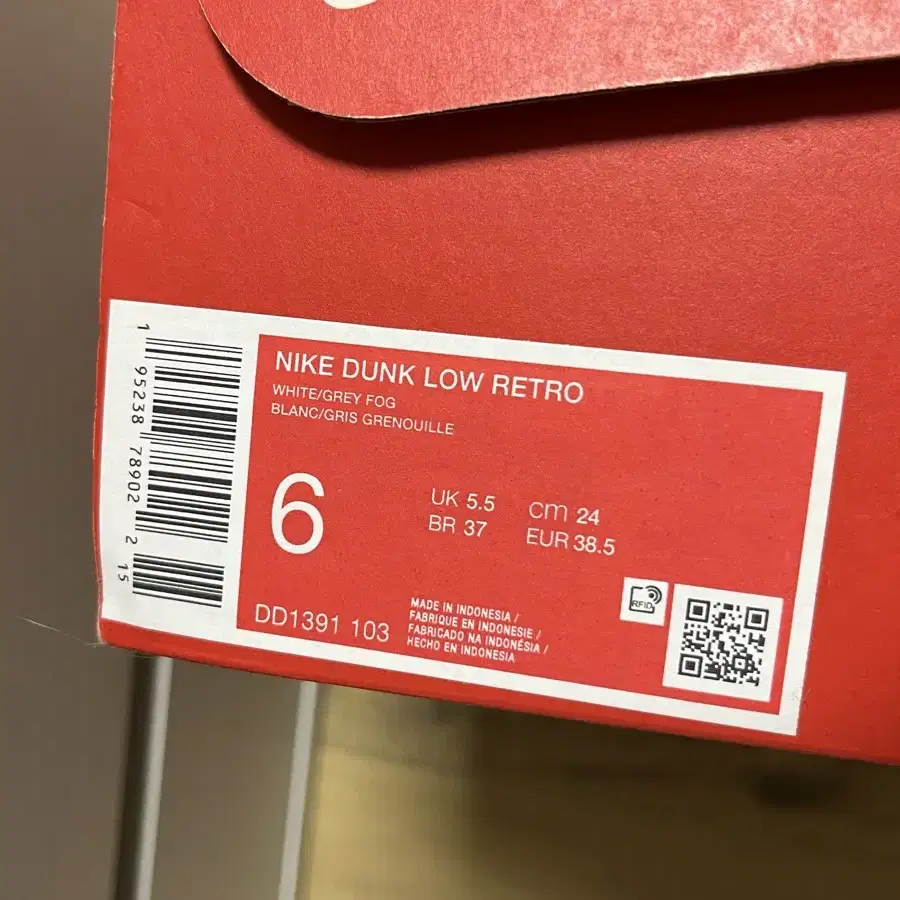 NIKE DUNK LOW RETRO
WHITE/GREY FOG
BLANC/GRIS GRENOUILLE
6
UK 5.5 cm 24
BR 37 EUR 38.5
DD1391 103
MADE IN INDONESIA /
FABRIQUE EN INDONESIE /
FABRICADO NA INDONÉSIA /
HECHO EN INDONESIA
RFID
1 95238 78902 2 15